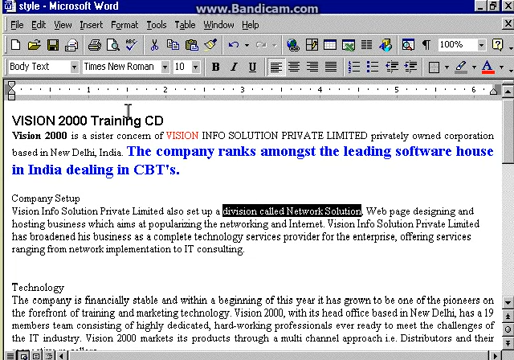 style - Microsoft Word
www.Bandicam.com
File Edit View Insert Format Tools Table Window Help
100%
Body Text Times New Roman 10 B I U
VISION 2000 Training CD
Vision 2000 is a sister concern of VISION INFO SOLUTION PRIVATE LIMITED privately owned corporation
based in New Delhi, India. The company ranks amongst the leading software house
in India dealing in CBT's.
Company Setup
Vision Info Solution Private Limited also set up a division called Network Solution. Web page designing and
hosting business which aims at popularizing the networking and Internet. Vision Info Solution Private Limited
has broadened his business as a complete technology services provider for the enterprise, offering services
ranging from network implementation to IT consulting.
Technology
The company is financially stable and within a beginning of this year it has grown to be one of the pioneers on
the forefront of training and marketing technology. Vision 2000, with its head office based in New Delhi, has a 19
members team consisting of highly dedicated, hard-working professionals ever ready to meet the challenges of
the IT industry. Vision 2000 markets its products through a multi channel approach i.e. Distributors and their